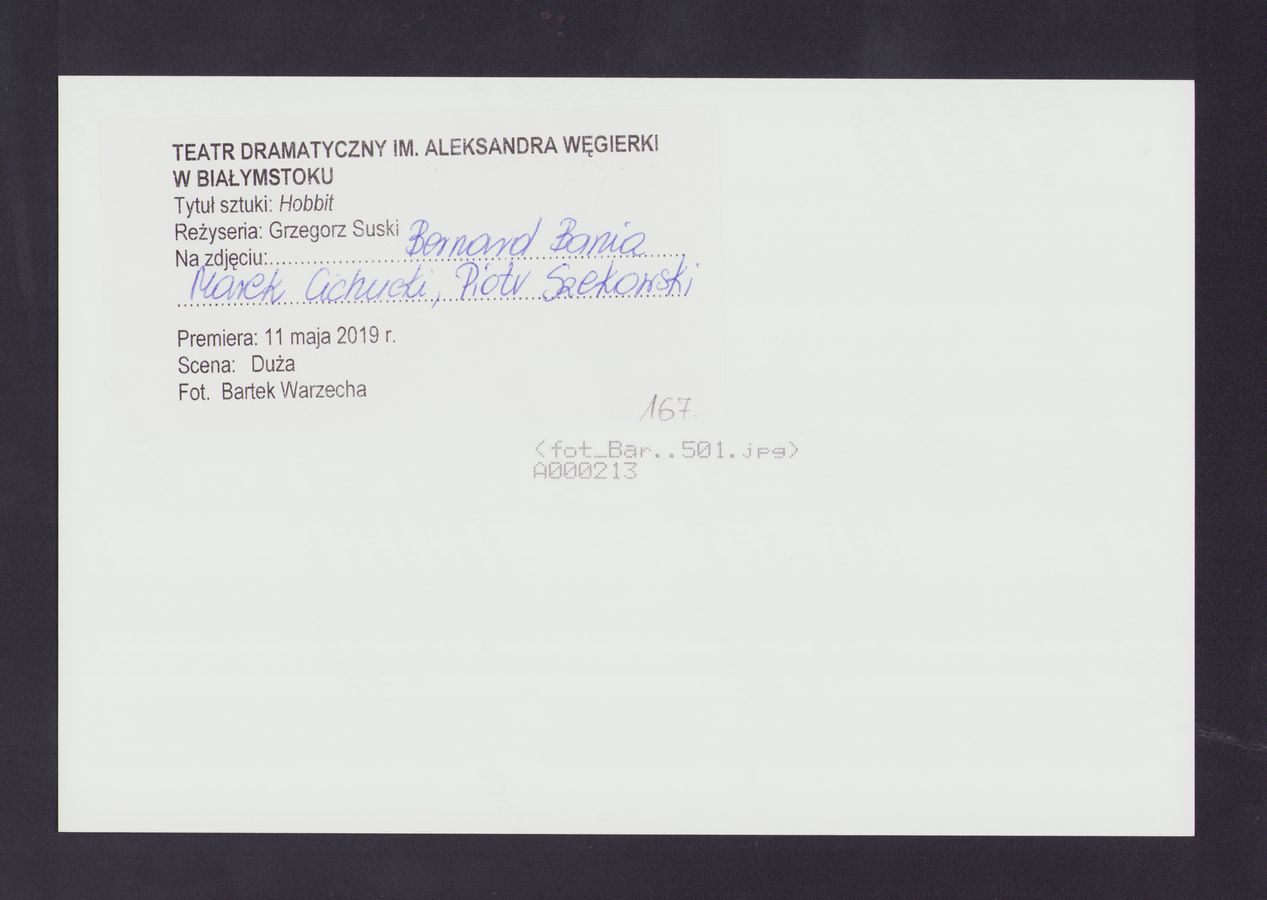 TEATR DRAMATYCZNY IM. ALEKSANDRA WĘGIERKI
W BIAŁYMSTOKU
Tytuł sztuki: Hobbit
Reżyseria: Grzegorz Suski
Na zdjęciu:.......... Bernard Bania
Marek Cichucki, Piotr Szekowski
Premiera: 11 maja 2019 r.
Scena: Duża
Fot. Bartek Warzecha
167.
<fot_Bar..501.jpg>
A000213